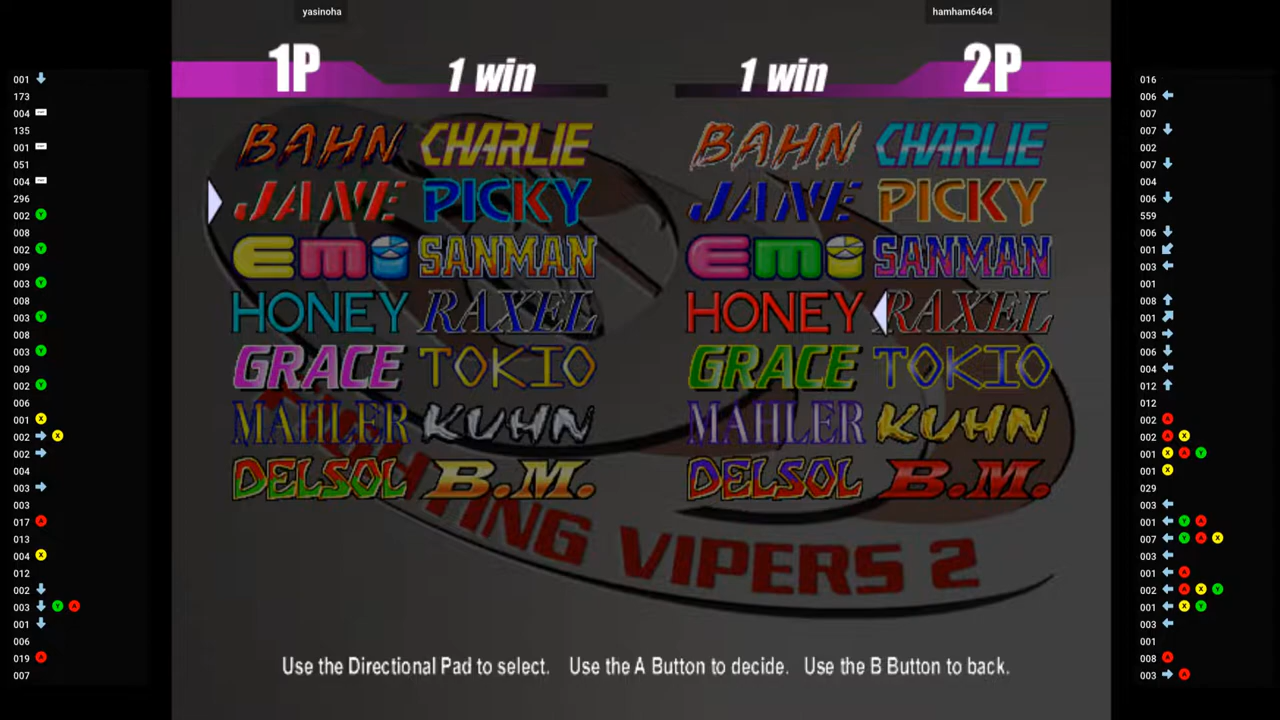 yasinoha hamham6464
1P 1 win 1 win 2P
BAHN CHARLIE BAHN CHARLIE
JANE PICKY JANE PICKY
emi SANMAN emi SANMAN
HONEY RAXEL HONEY RAXEL
GRACE TOKIO GRACE TOKIO
MAHLER KUHN MAHLER KUHN
DELSOL B.M. DELSOL B.M.
FIGHTING VIPERS 2
Use the Directional Pad to select. Use the A Button to decide. Use the B Button to back.
001
173
004
135
001
051
004
296
002 Y
008
002 Y
009
003 Y
008
003 Y
008
003 Y
009
002 Y
006
001 X
002 X
002
004
003
003
017 A
013
004 X
012
002
003 Y A
001
006
019 A
007
016
006
007
007
002
007
004
006
559
006
001
003
001
008
001
003
006
004
012
012
002 A
002 A X
001 X A Y
001 X
029
003
001 Y A
007 Y A X
003
001 A
002 A X Y
001 X Y
003
001
008 A
003 A